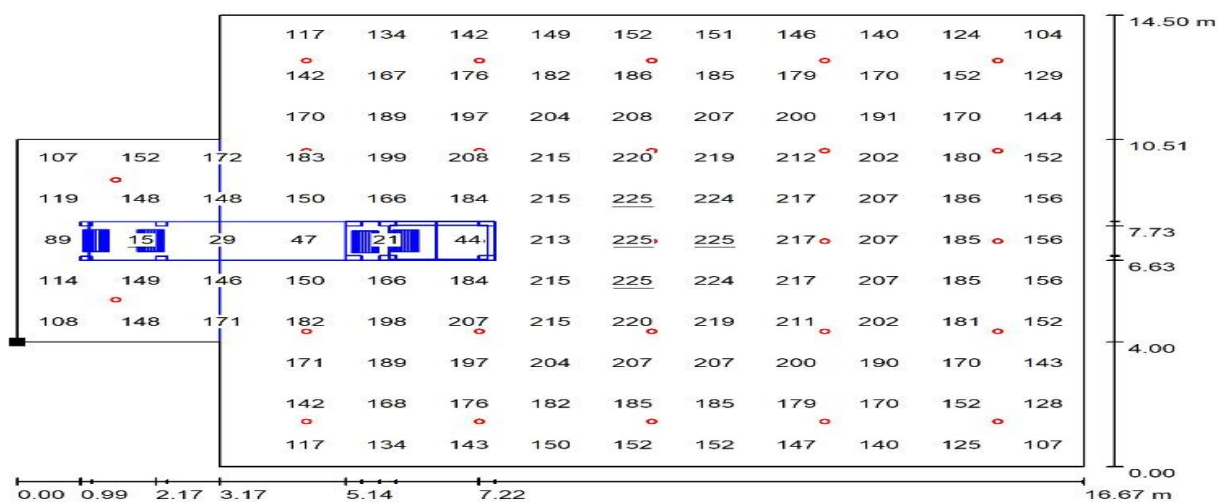 117 134 142 149 152 151 146 140 124 104 14.50 m
142 167 176 182 186 185 179 170 152 129
170 189 197 204 208 207 200 191 170 144
107 152 172 183 199 208 215 220 219 212 202 180 152 10.51
119 148 148 150 166 184 215 225 224 217 207 186 156
89 15 29 47 21 44 213 225 225 217 207 185 156 7.73
6.63
114 149 146 150 166 184 215 225 224 217 207 185 156
108 148 171 182 198 207 215 220 219 211 202 181 152 4.00
171 189 197 204 207 207 200 190 170 143
142 168 176 182 185 185 179 170 152 128
117 134 143 150 152 152 147 140 125 107
0.00
0.00 0.99 2.17 3.17 5.14 7.22 16.67 m